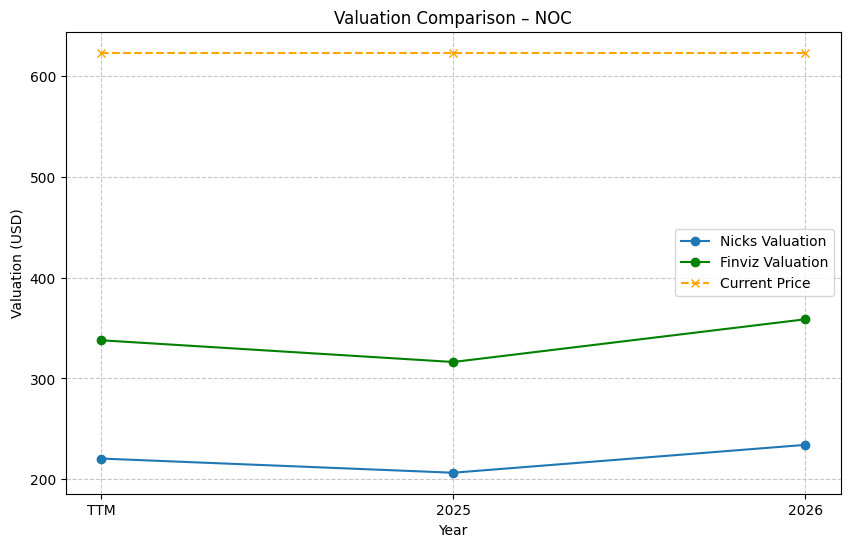 Valuation Comparison – NOC
Valuation (USD)
600
500
400
300
200
Nicks Valuation
Finviz Valuation
Current Price
TTM
2025
2026
Year